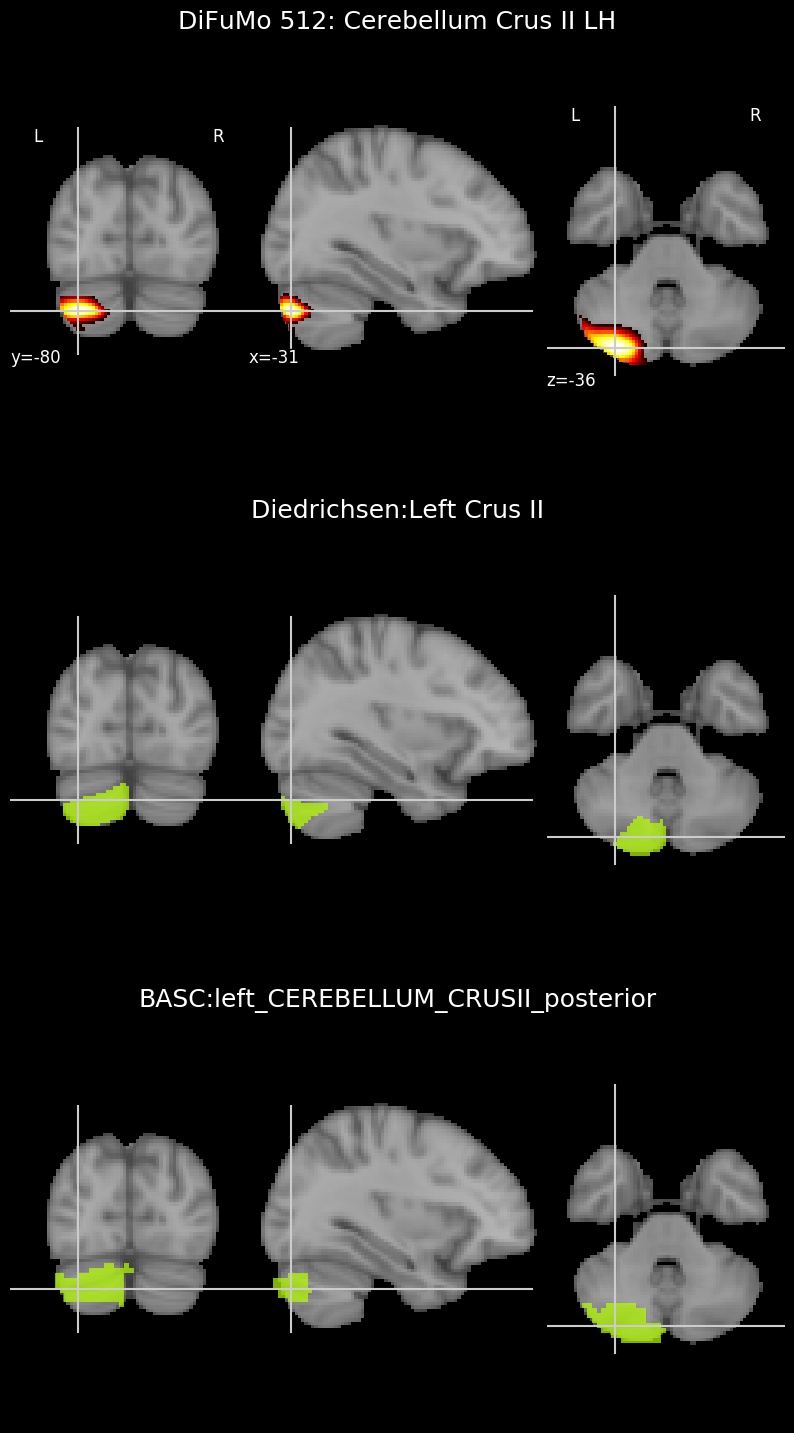 DiFuMo 512: Cerebellum Crus II LH
L R L R
y=-80 x=-31 z=-36
Diedrichsen:Left Crus II
BASC:left_CEREBELLUM_CRUSII_posterior